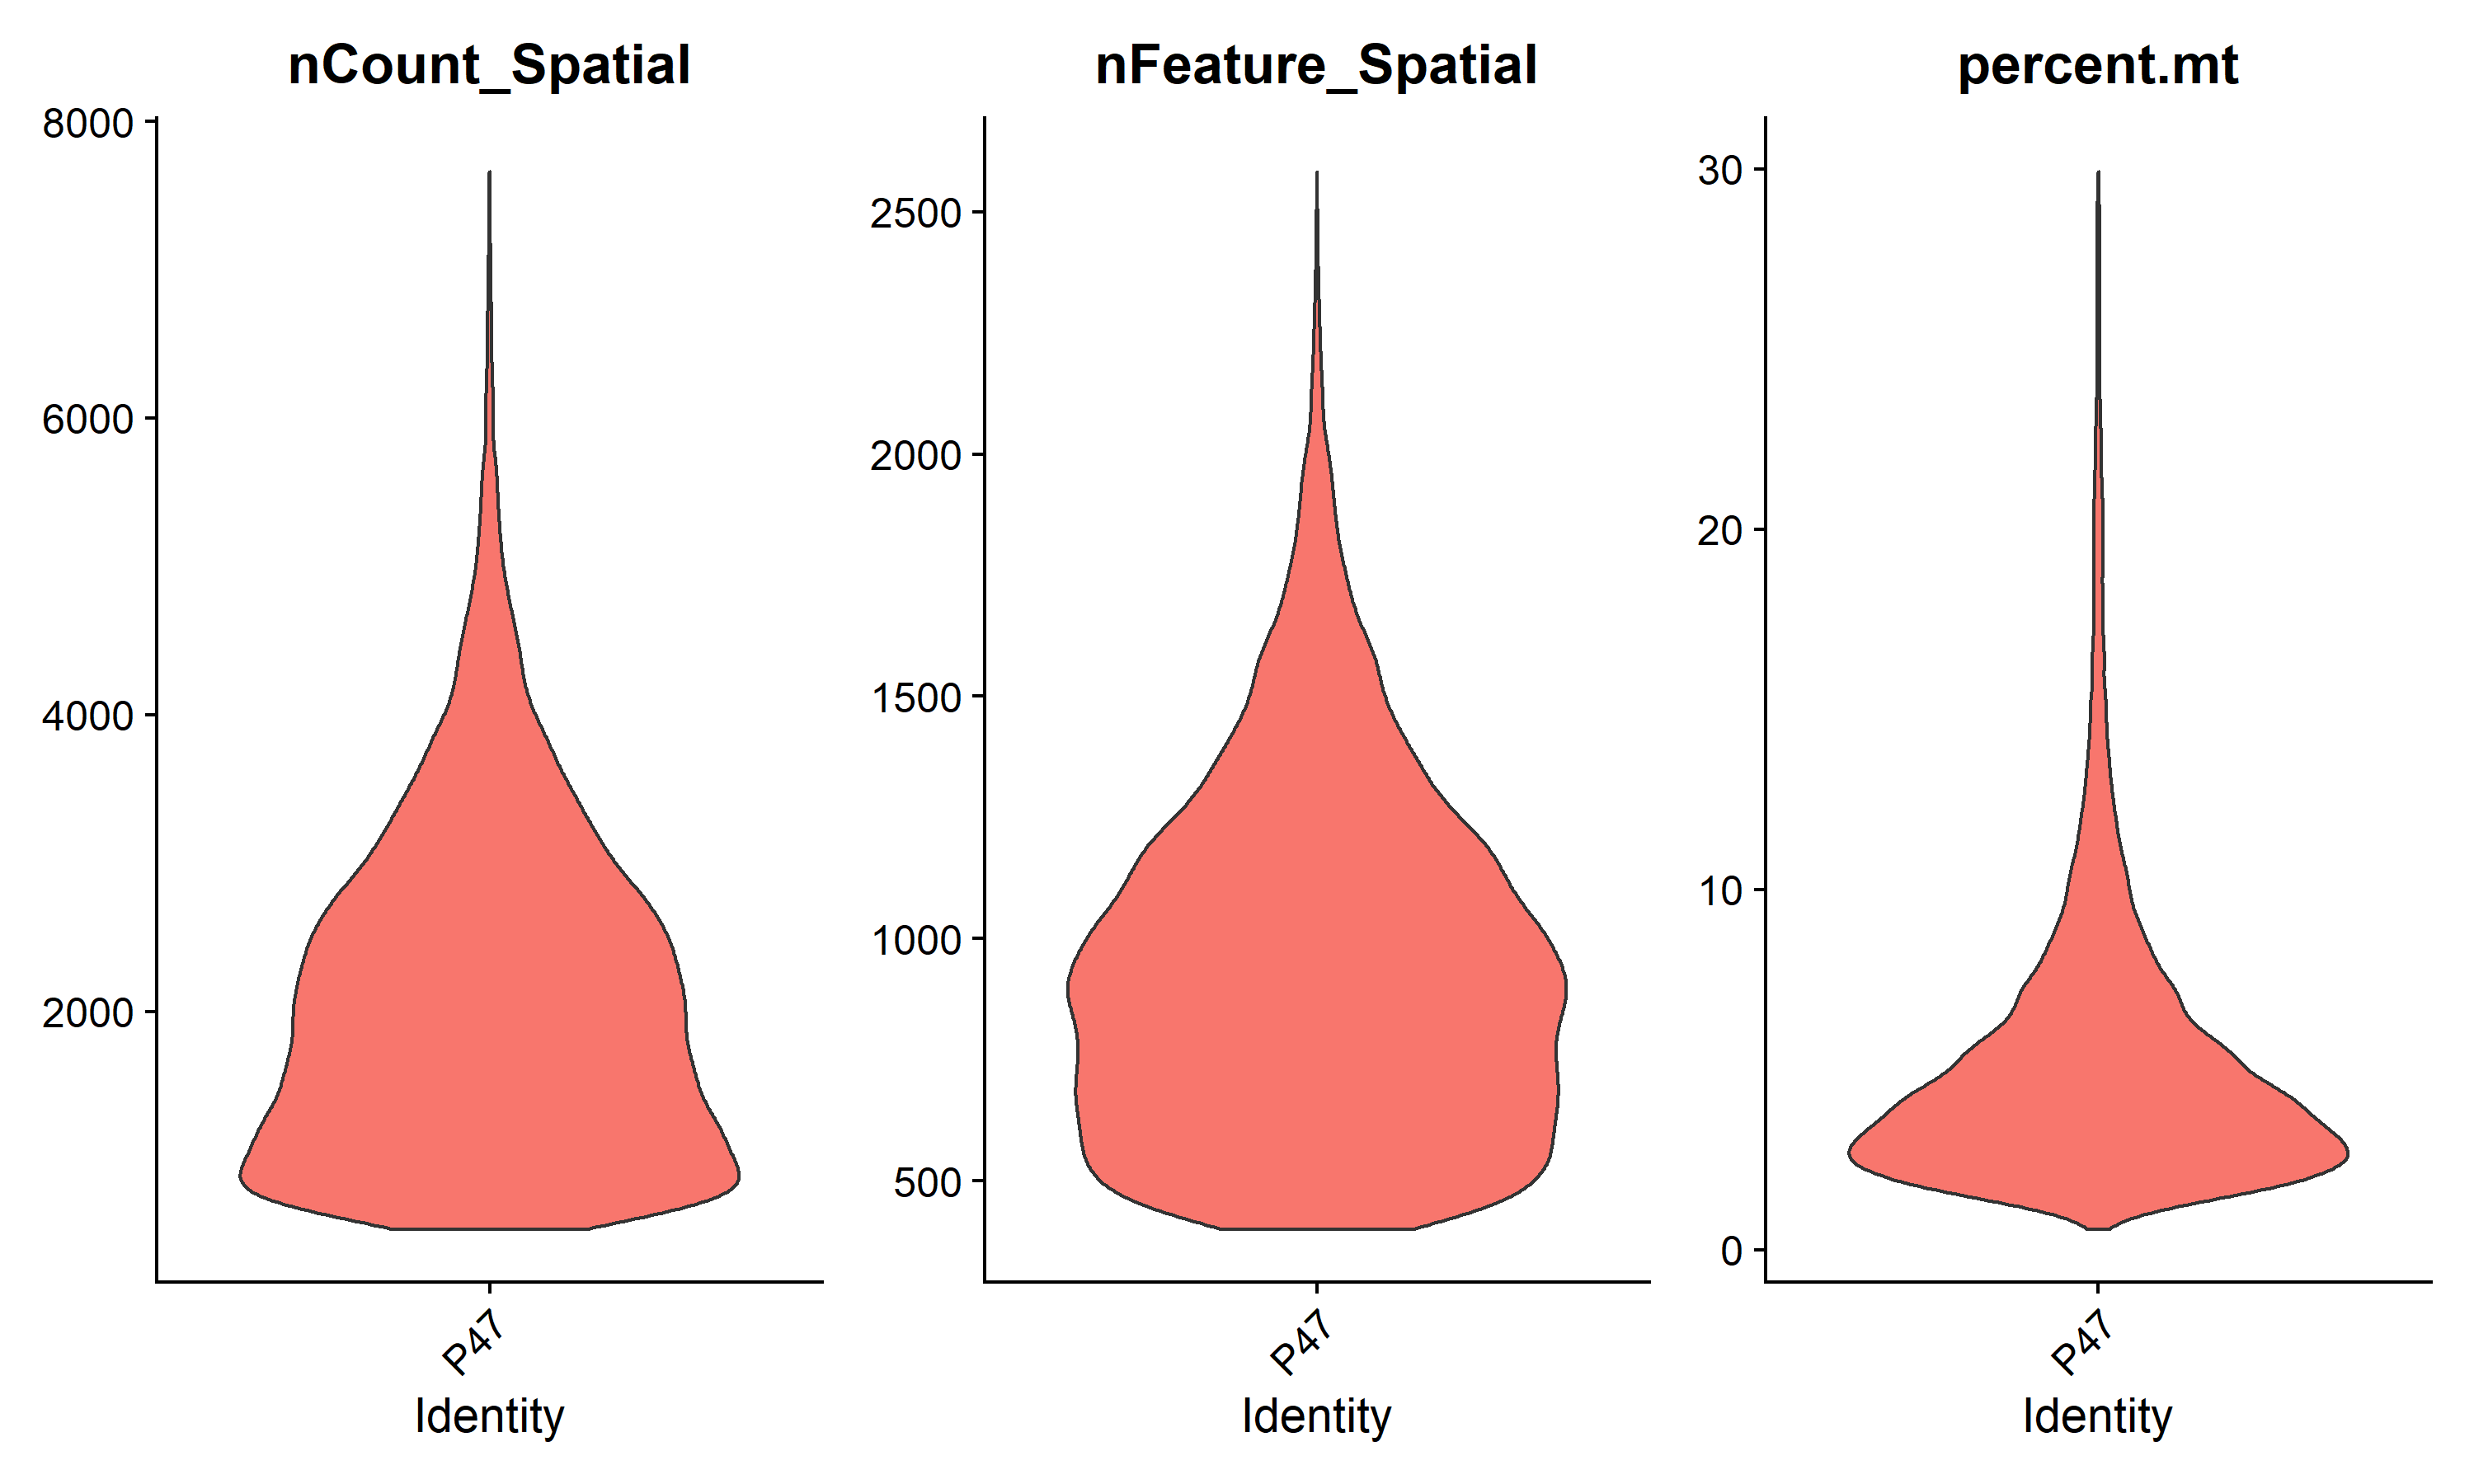 nCount_Spatial
8000
6000
4000
2000
P47
Identity
nFeature_Spatial
2500
2000
1500
1000
500
P47
Identity
percent.mt
30
20
10
0
P47
Identity